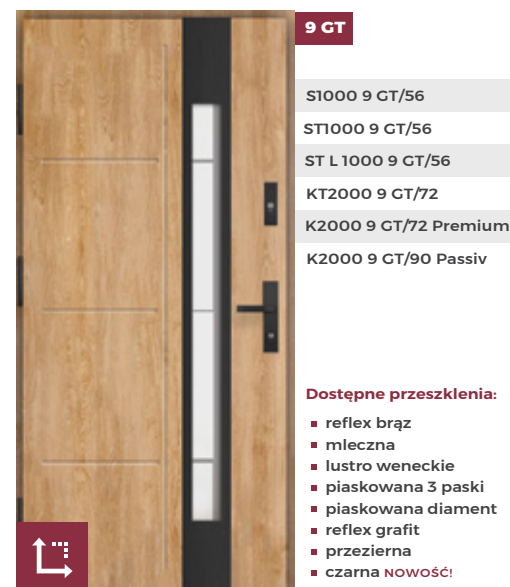 9 GT
S1000 9 GT/56
ST1000 9 GT/56
ST L 1000 9 GT/56
KT2000 9 GT/72
K2000 9 GT/72 Premium
K2000 9 GT/90 Passiv
Dostępne przeszklenia:
reflex brąz
mleczna
lustro weneckie
piaskowana 3 paski
piaskowana diament
reflex grafit
przezierna
czarna NOWOŚĆ!